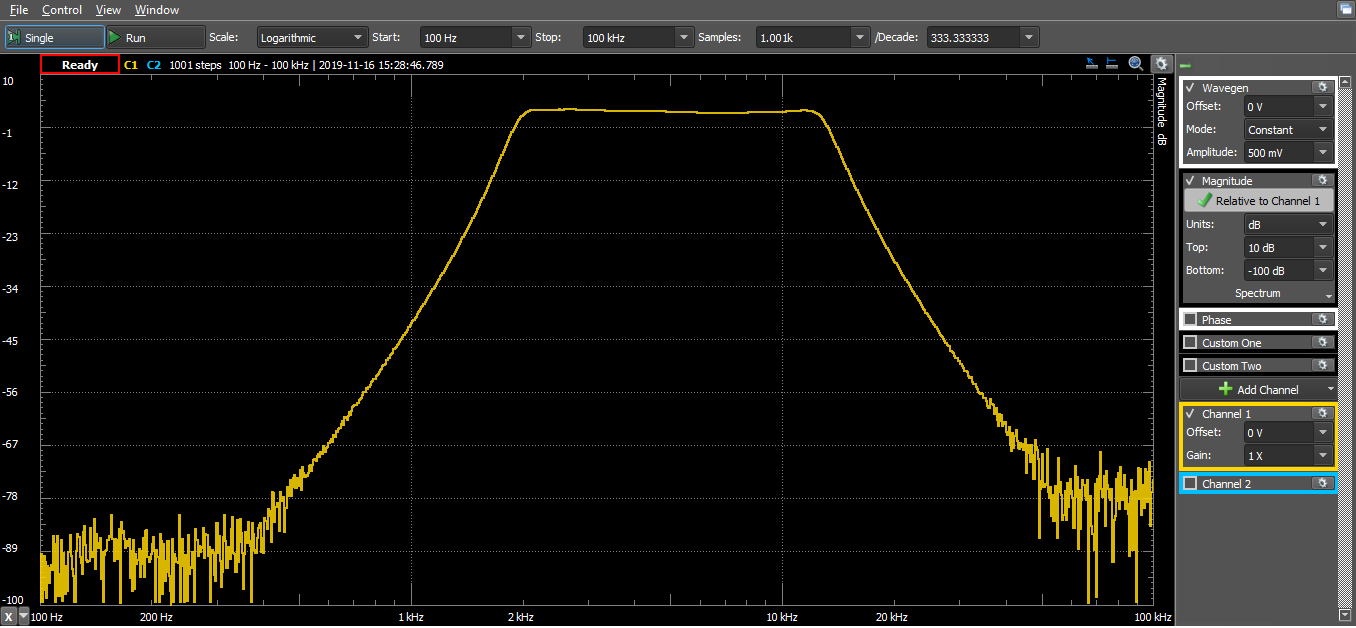 File Control View Window
Single Run Scale: Logarithmic Start: 100 Hz Stop: 100 kHz Samples: 1.001k /Decade: 333.333333
Ready C1 C2 1001 steps 100 Hz - 100 kHz | 2019-11-16 15:28:46.789
10
-1
-12
-23
-34
-45
-56
-67
-78
-89
-100
X 100 Hz 200 Hz 1 kHz 2 kHz 10 kHz 20 kHz 100 kHz
Magnitude dB
Wavegen
Offset: 0 V
Mode: Constant
Amplitude: 500 mV
Magnitude
Relative to Channel 1
Units: dB
Top: 10 dB
Bottom: -100 dB
Spectrum
Phase
Custom One
Custom Two
Add Channel
Channel 1
Offset: 0 V
Gain: 1 X
Channel 2